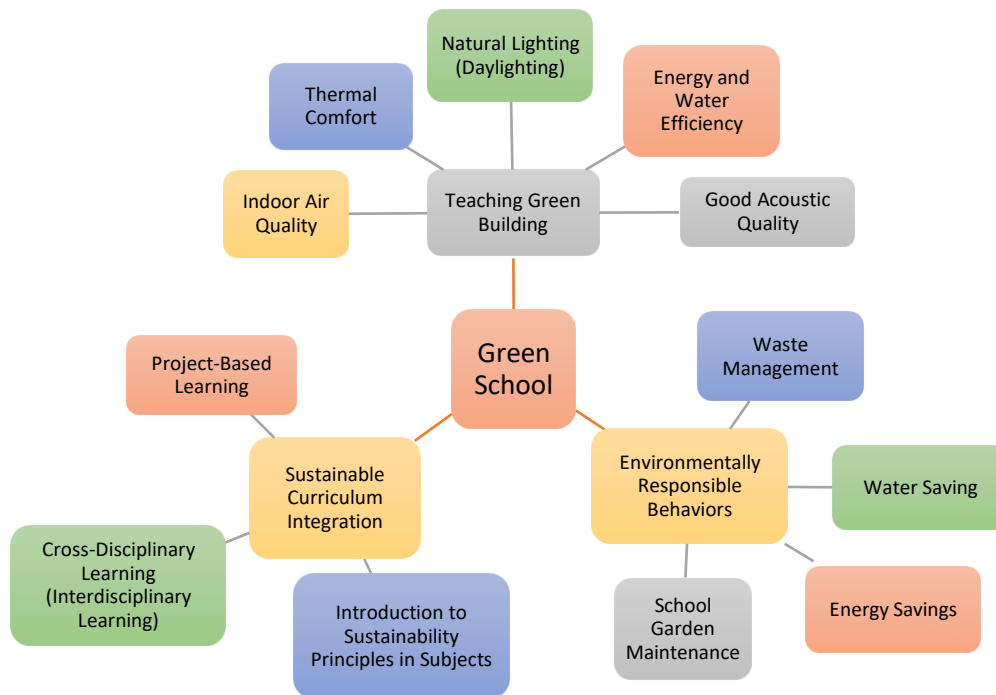 Natural Lighting
(Daylighting)
Thermal
Comfort
Energy and
Water
Efficiency
Indoor Air
Quality
Teaching Green
Building
Good Acoustic
Quality
Green
School
Project-Based
Learning
Waste
Management
Sustainable
Curriculum
Integration
Environmentally
Responsible
Behaviors
Water Saving
Cross-Disciplinary
Learning
(Interdisciplinary
Learning)
Introduction to
Sustainability
Principles in Subjects
School
Garden
Maintenance
Energy Savings